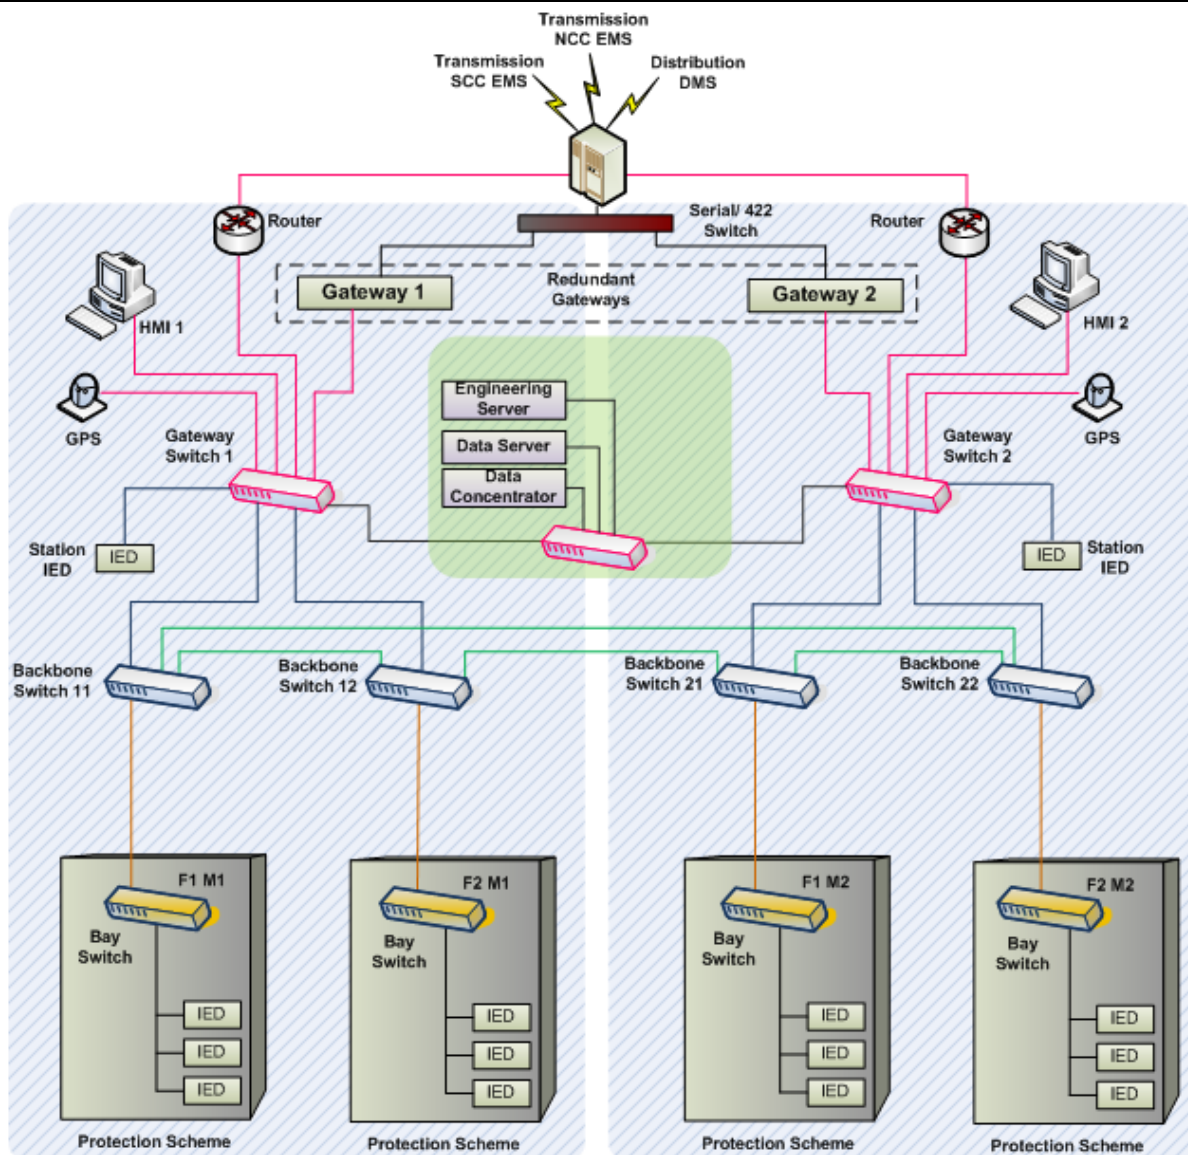 Transmission
NCC EMS
Transmission
SCC EMS
Distribution
DMS
Router
Serial/ 422
Switch
Router
Redundant
Gateways
Gateway 1
Gateway 2
HMI 1
HMI 2
GPS
GPS
Engineering
Server
Data Server
Data
Concentrator
Gateway
Switch 1
Gateway
Switch 2
Station
IED
IED
IED
Station
IED
Backbone
Switch 11
Backbone
Switch 12
Backbone
Switch 21
Backbone
Switch 22
F1 M1
Bay
Switch
IED
IED
IED
Protection Scheme
F2 M1
Bay
Switch
IED
IED
IED
Protection Scheme
F1 M2
Bay
Switch
IED
IED
IED
Protection Scheme
F2 M2
Bay
Switch
IED
IED
IED
Protection Scheme